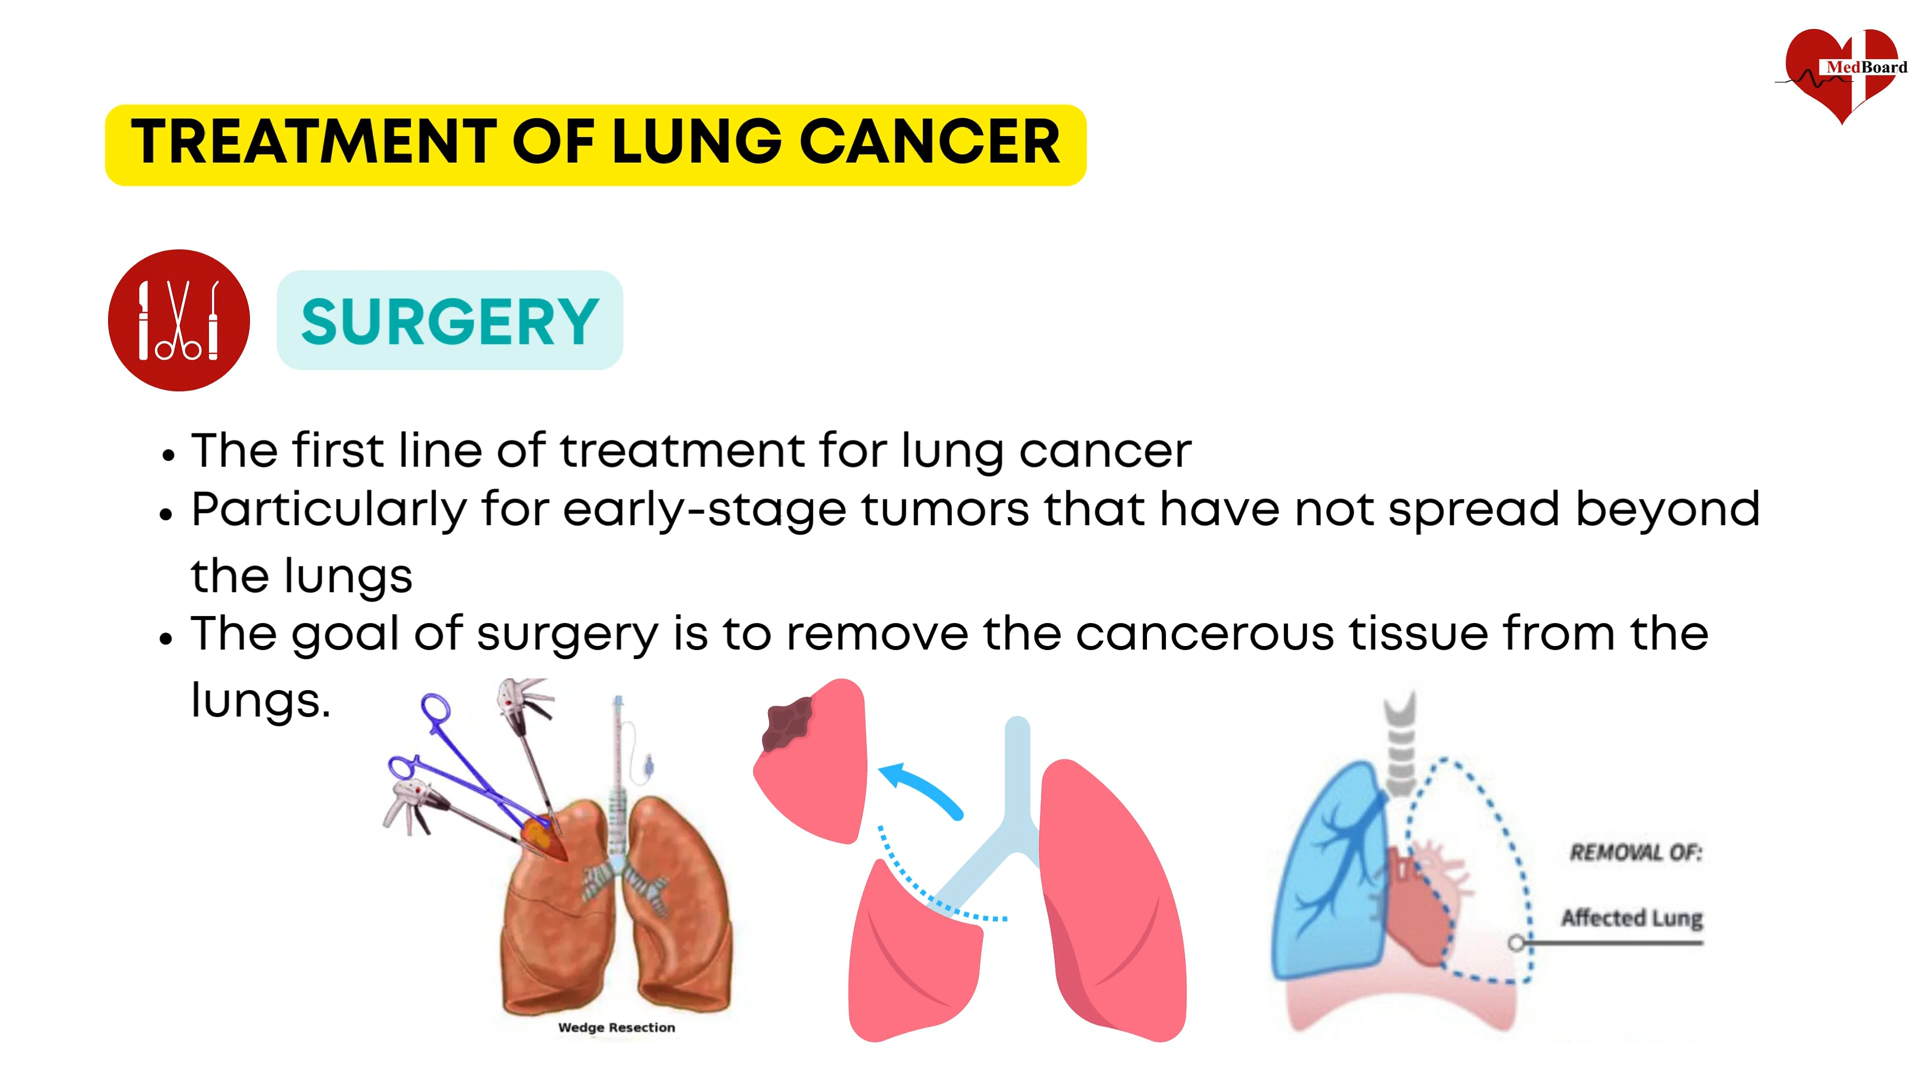 MedBoard
TREATMENT OF LUNG CANCER
SURGERY
• The first line of treatment for lung cancer
• Particularly for early-stage tumors that have not spread beyond
the lungs
• The goal of surgery is to remove the cancerous tissue from the
lungs.
Wedge Resection
REMOVAL OF:
Affected Lung